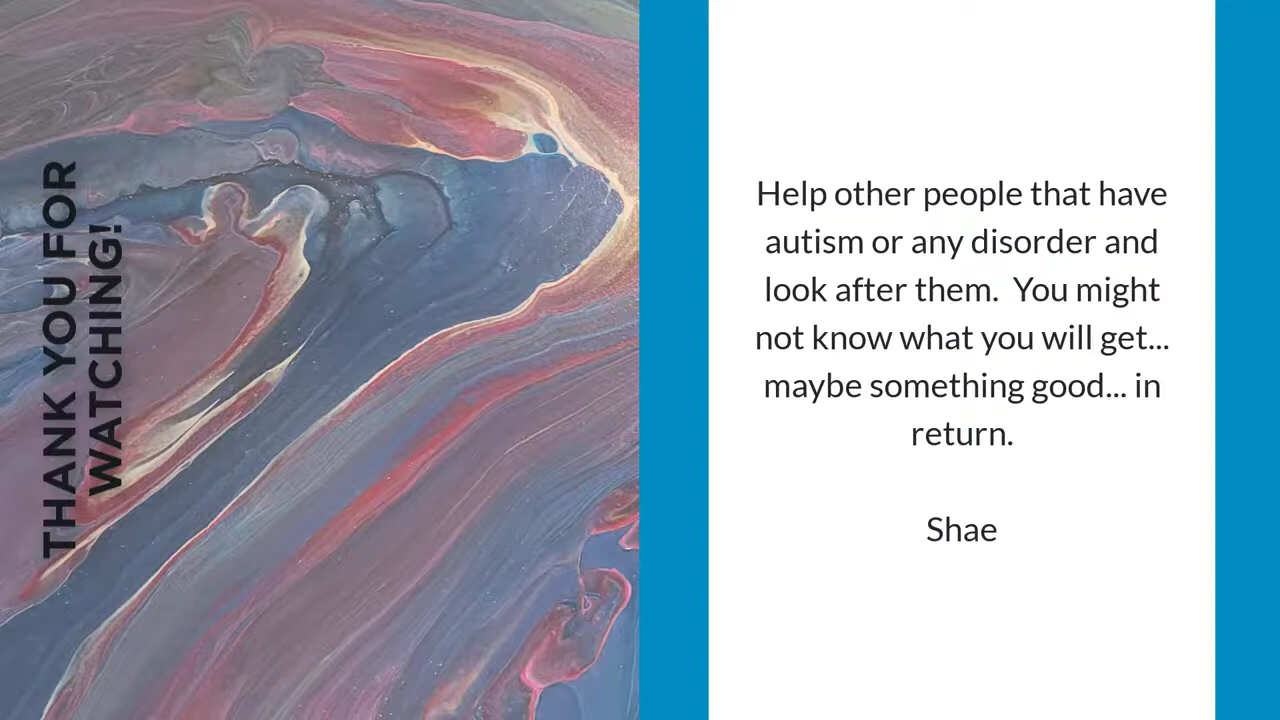 THANK YOU FOR
WATCHING!
Help other people that have
autism or any disorder and
look after them.  You might
not know what you will get...
maybe something good... in
return.
Shae